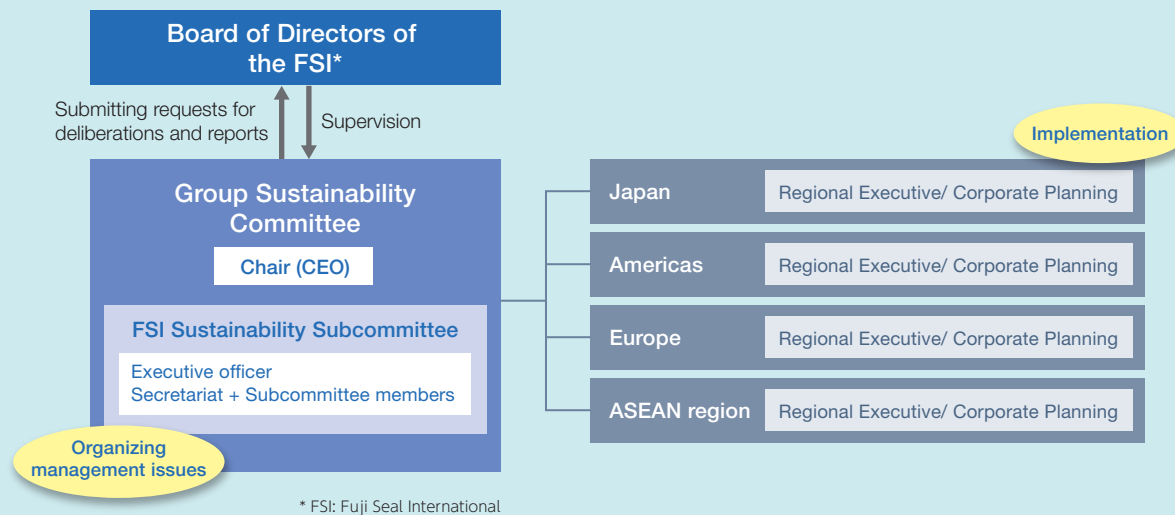 Board of Directors of
the FSI*
Submitting requests for
deliberations and reports
Supervision
Group Sustainability
Committee
Chair (CEO)
FSI Sustainability Subcommittee
Executive officer
Secretariat + Subcommittee members
Organizing
management issues
Implementation
Japan
Regional Executive/ Corporate Planning
Americas
Regional Executive/ Corporate Planning
Europe
Regional Executive/ Corporate Planning
ASEAN region
Regional Executive/ Corporate Planning
* FSI: Fuji Seal International